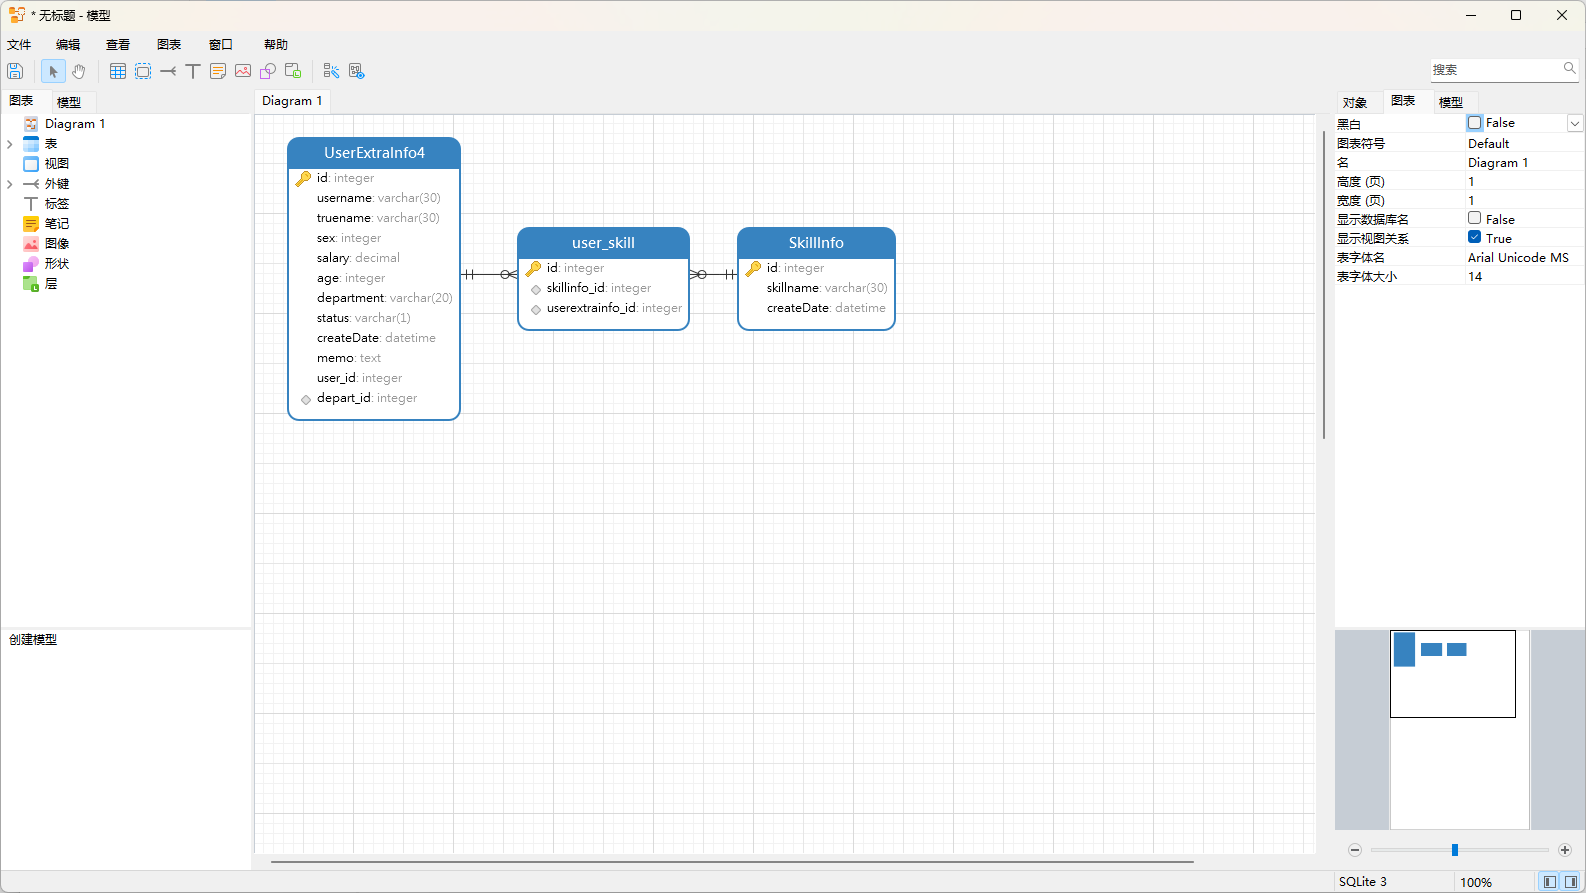 * 无标题 - 模型
文件 编辑 查看 图表 窗口 帮助
搜索
图表 模型
Diagram 1
表
视图
外键
标签
笔记
图像
形状
层
创建模型
Diagram 1
UserExtraInfo4
id: integer
username: varchar(30)
truename: varchar(30)
sex: integer
salary: decimal
age: integer
department: varchar(20)
status: varchar(1)
createDate: datetime
memo: text
user_id: integer
depart_id: integer
user_skill
id: integer
skillinfo_id: integer
userextrainfo_id: integer
SkillInfo
id: integer
skillname: varchar(30)
createDate: datetime
对象 图表 模型
黑白 False
图表符号 Default
名 Diagram 1
高度 (页) 1
宽度 (页) 1
显示数据库名 False
显示视图关系 True
表字体名 Arial Unicode MS
表字体大小 14
SQLite 3 100%